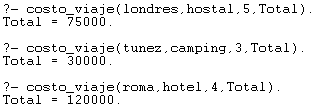 ?- costo_viaje(londres,hostal,5,Total).
Total = 75000.
?- costo_viaje(tunez,camping,3,Total).
Total = 30000.
?- costo_viaje(roma,hotel,4,Total).
Total = 120000.